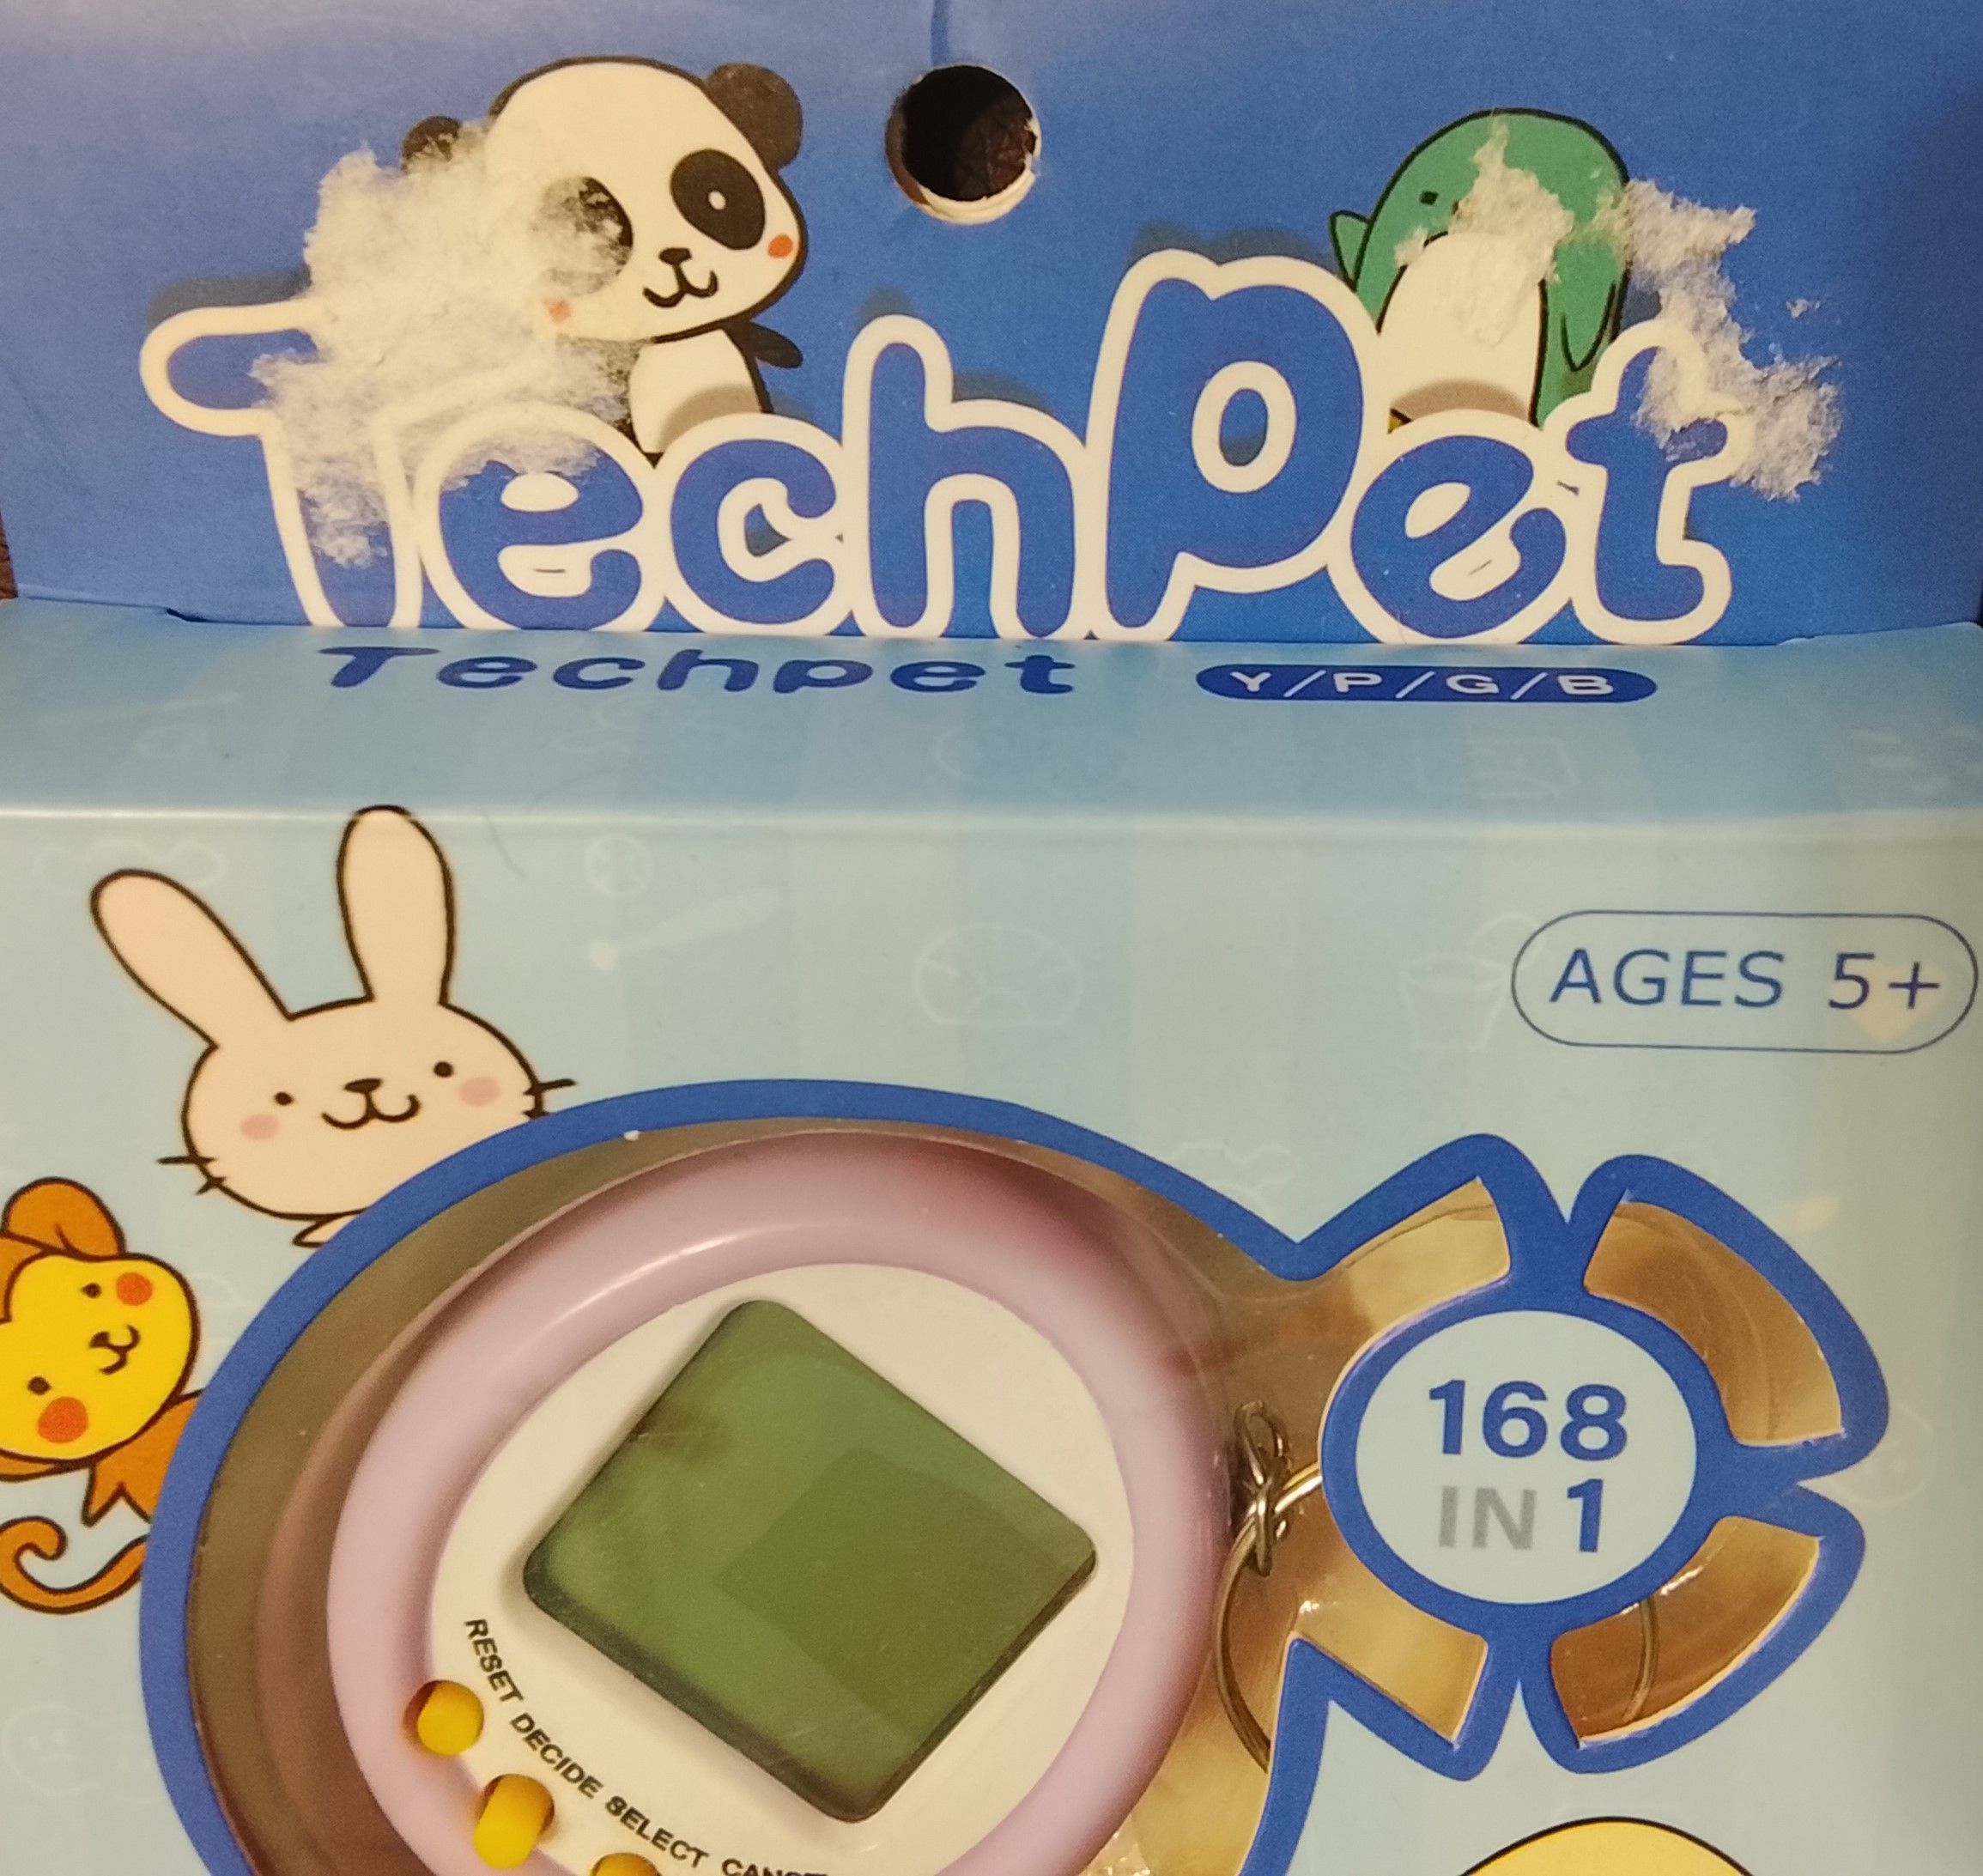 TechPet
Techpet Y/P/G/B
AGES 5+
168
IN 1
RESET DECIDE SELECT